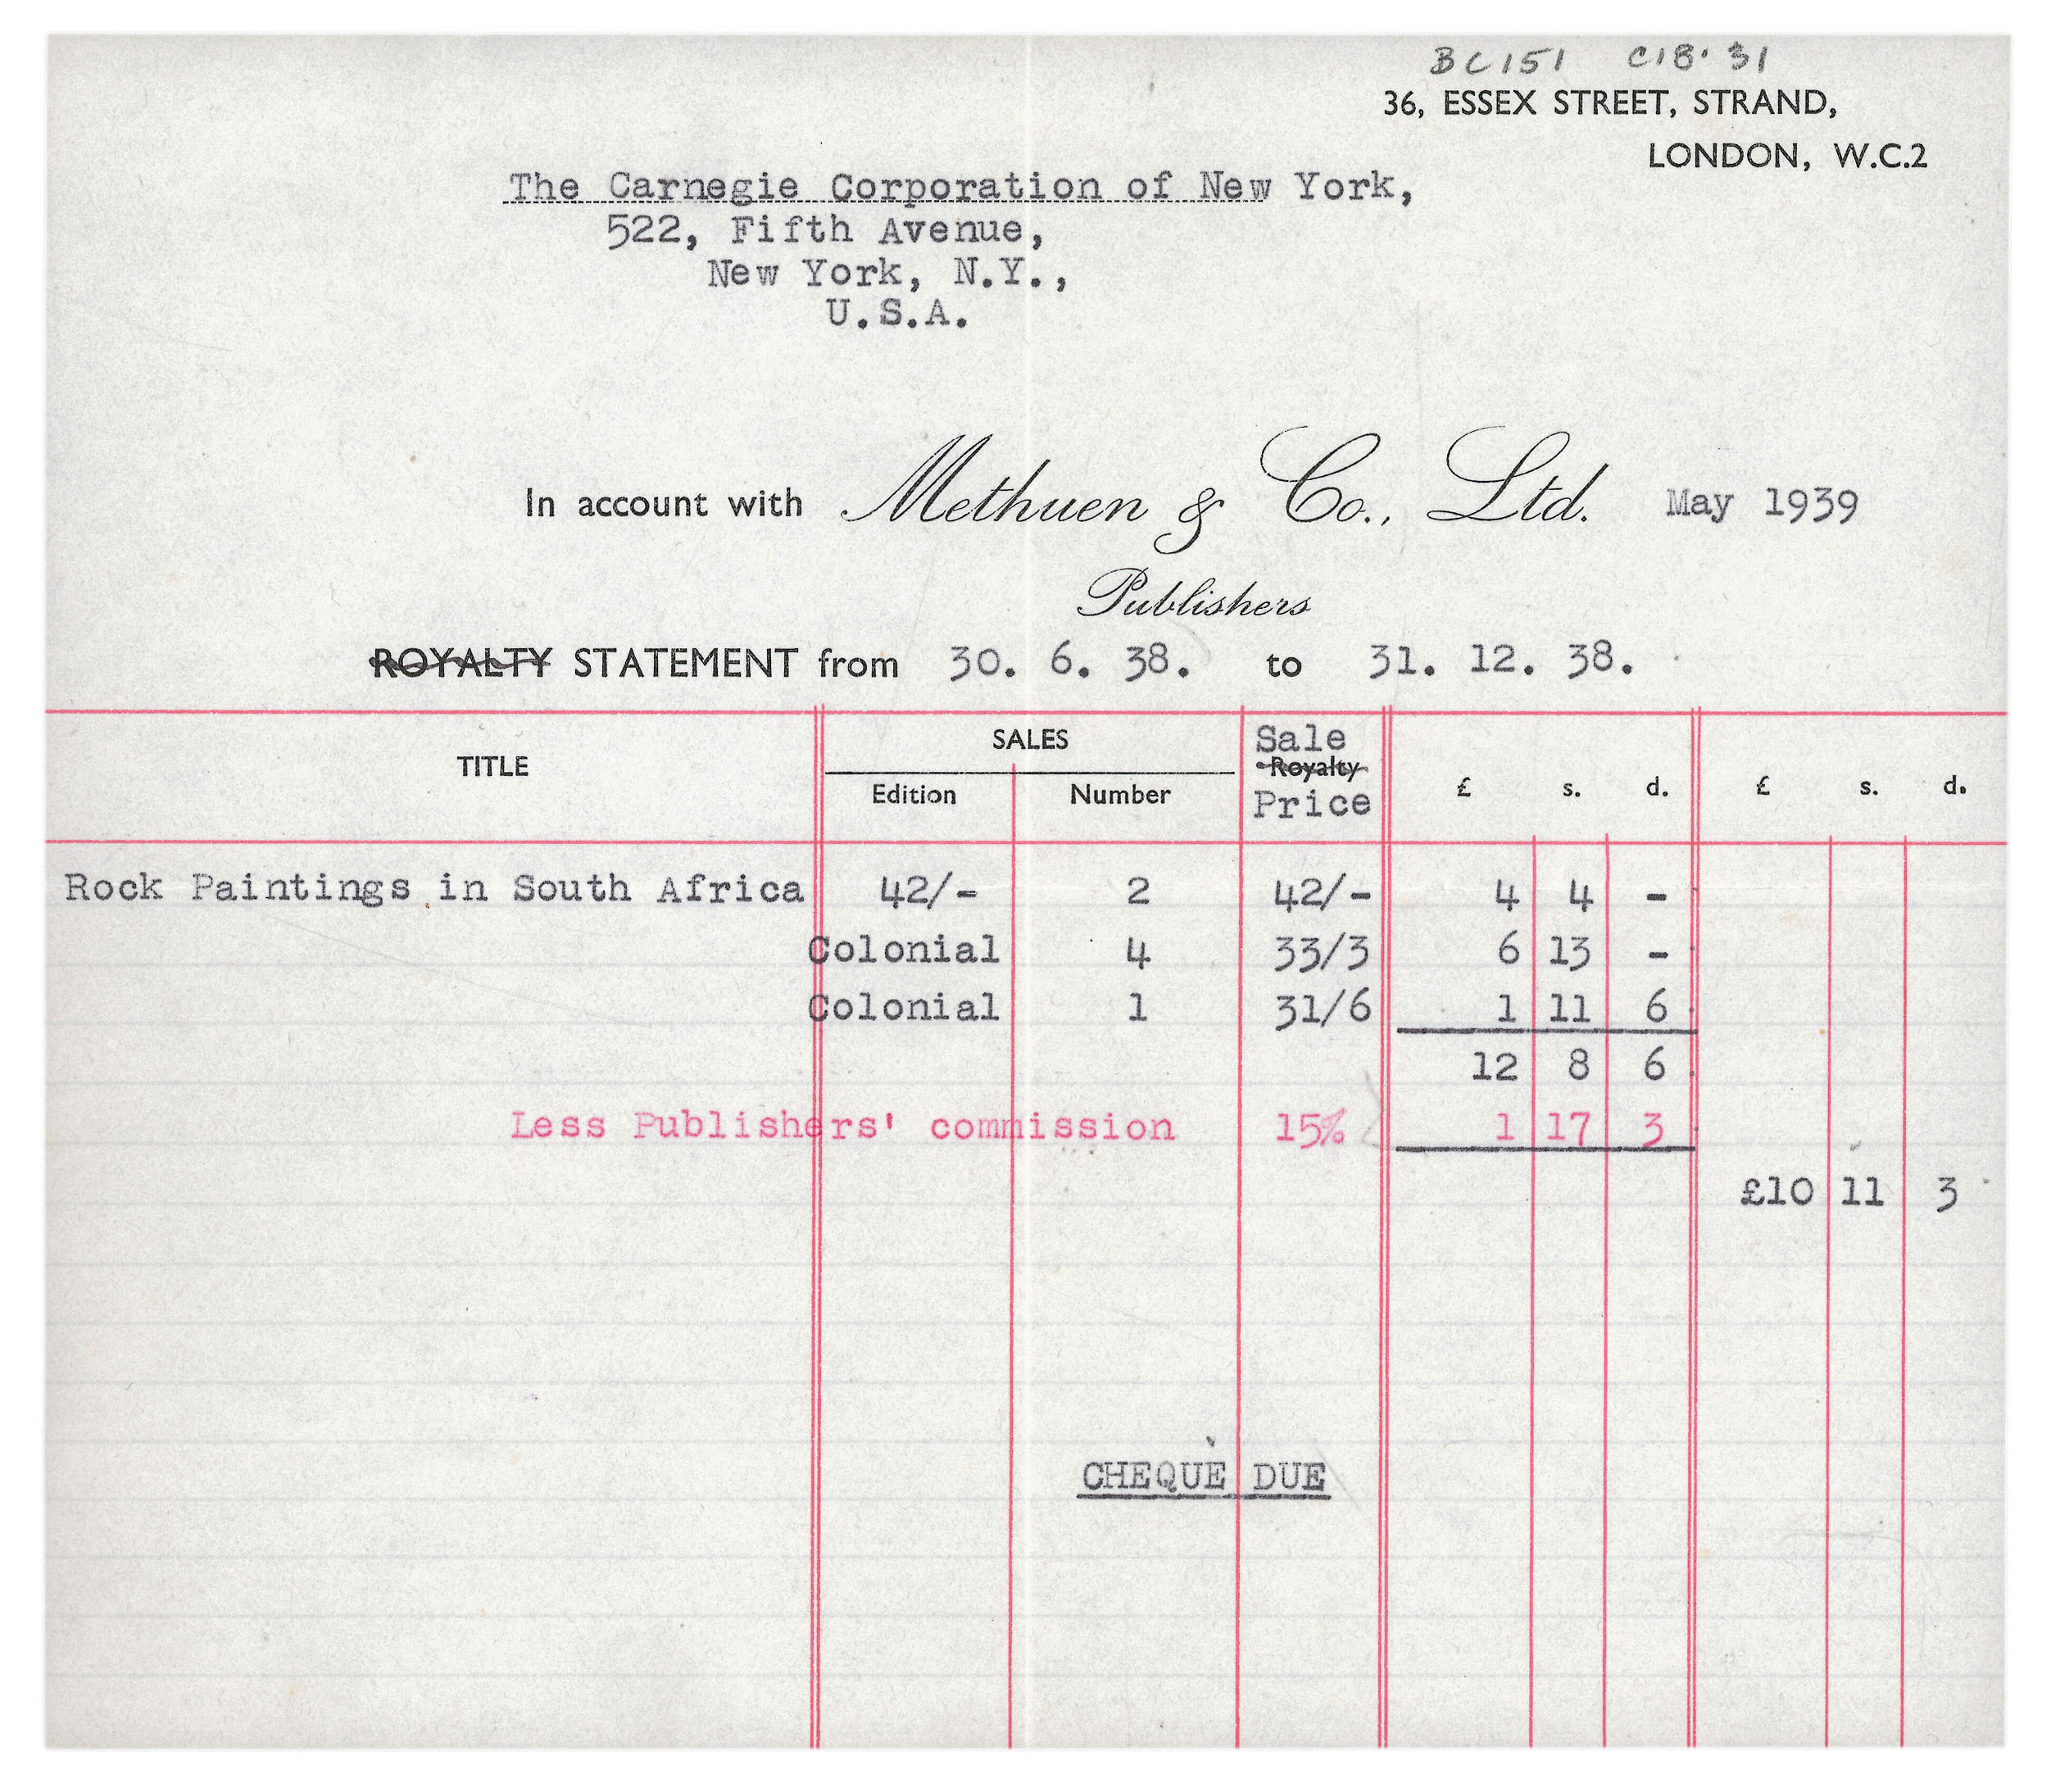 BC151 C18.31
36, ESSEX STREET, STRAND,
LONDON, W.C.2
The Carnegie Corporation of New York,
522, Fifth Avenue,
New York, N.Y.,
U.S.A.
In account with Methuen & Co., Ltd. May 1939
Publishers
ROYALTY STATEMENT from 30. 6. 38. to 31. 12. 38.
TITLE SALES Edition Number Sale Royalty Price £ s. d. £ s. d.
Rock Paintings in South Africa 42/- 2 42/- 4 4 -
Colonial 4 33/3 6 13 -
Colonial 1 31/6 1 11 6
12 8 6
Less Publishers' commission 15% 1 17 3
£10 11 3
CHEQUE DUE